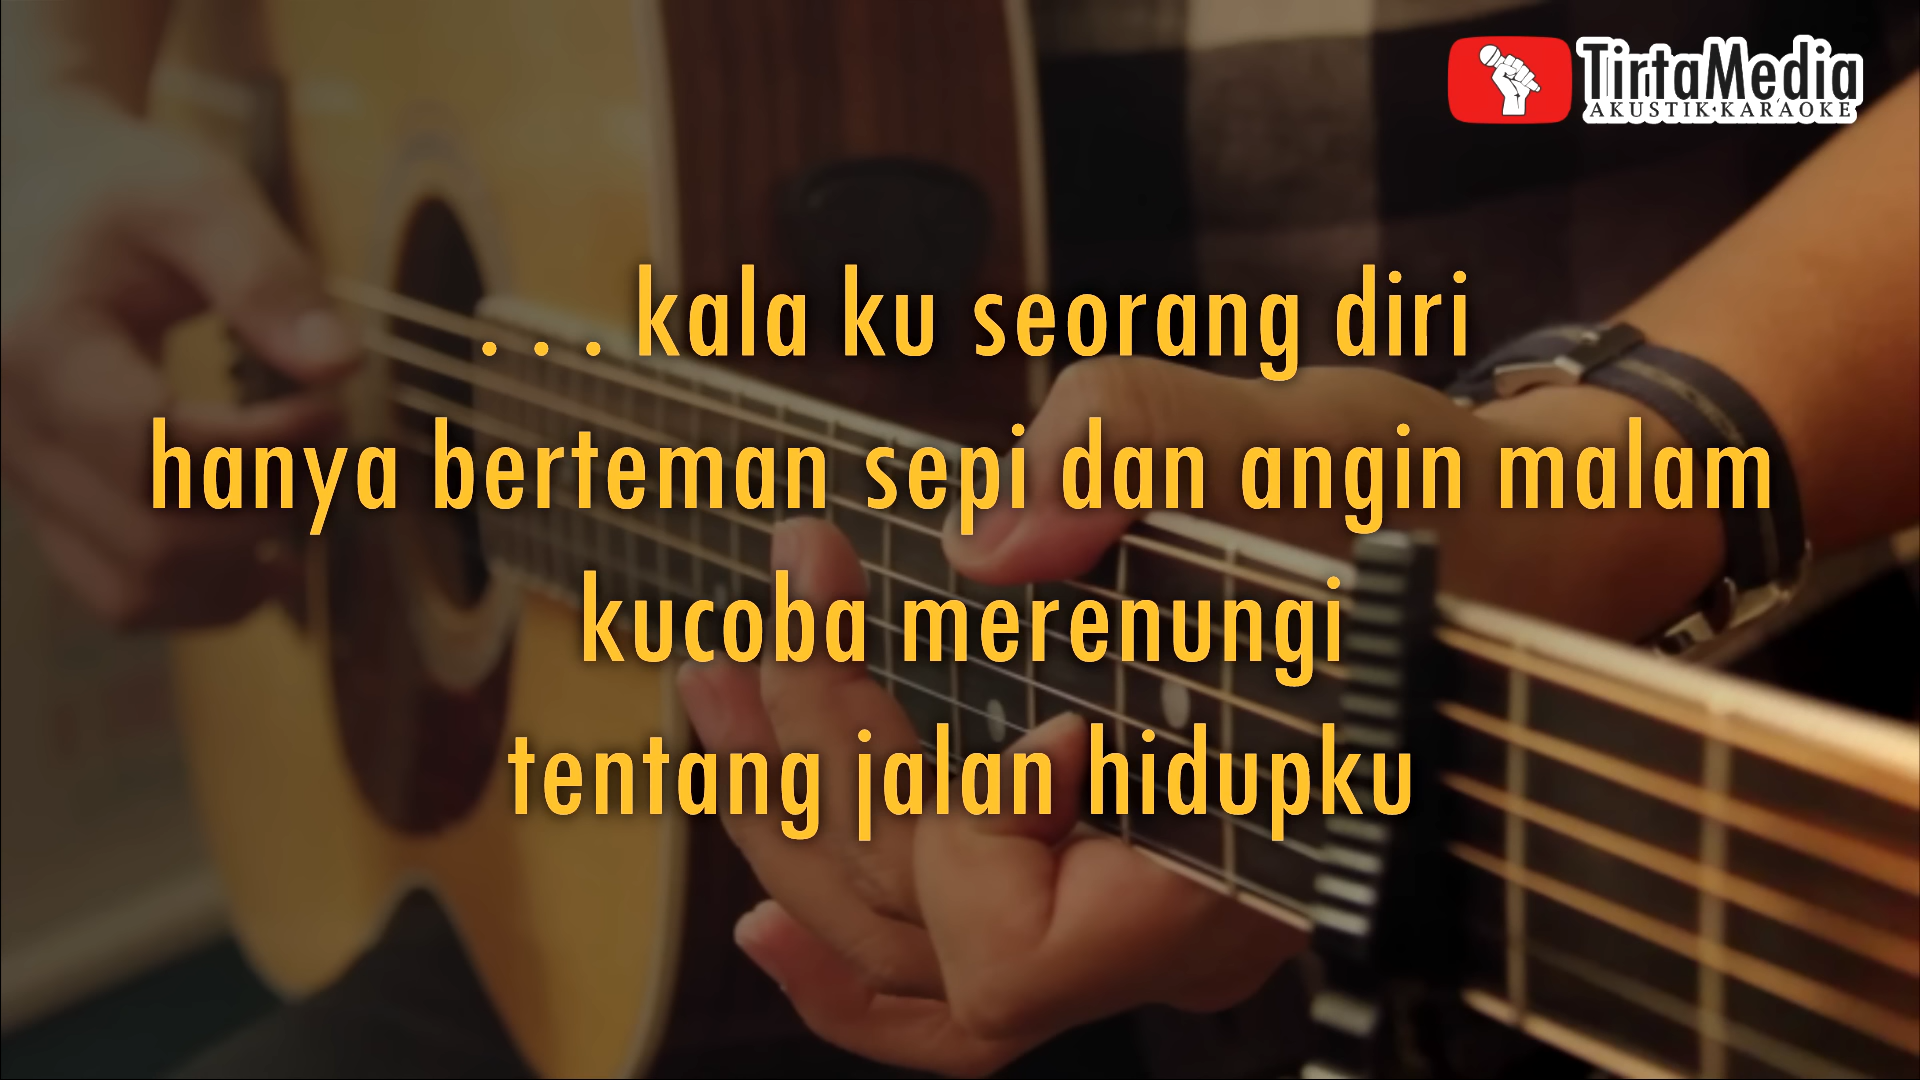 TirtaMedia
AKUSTIK KARAOKE
. . . kala ku seorang diri
hanya berteman sepi dan angin malam
kucoba merenungi
tentang jalan hidupku